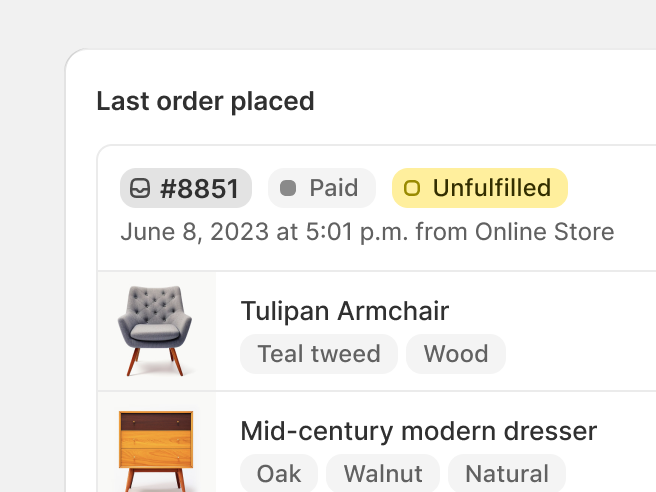 Last order placed
#8851 Paid Unfulfilled
June 8, 2023 at 5:01 p.m. from Online Store
Tulipan Armchair
Teal tweed Wood
Mid-century modern dresser
Oak Walnut Natural